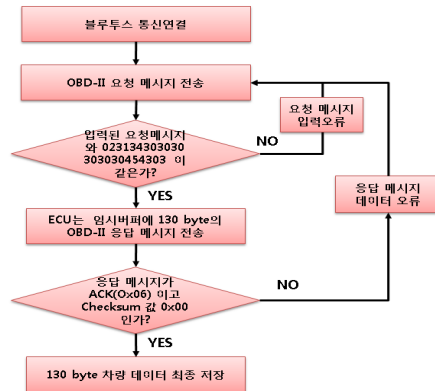 블루투스 통신연결
OBD-II 요청 메시지 전송
요청 메시지
입력오류
입력된 요청메시지
와 023134303030
303030454303 이
같은가?
NO
YES
응답 메시지
데이터 오류
ECU는 임시버퍼에 130 byte의
OBD-II 응답 메시지 전송
응답 메시지가
ACK(Ox06) 이고
Checksum 값 0x00
인가?
NO
YES
130 byte 차량 데이터 최종 저장